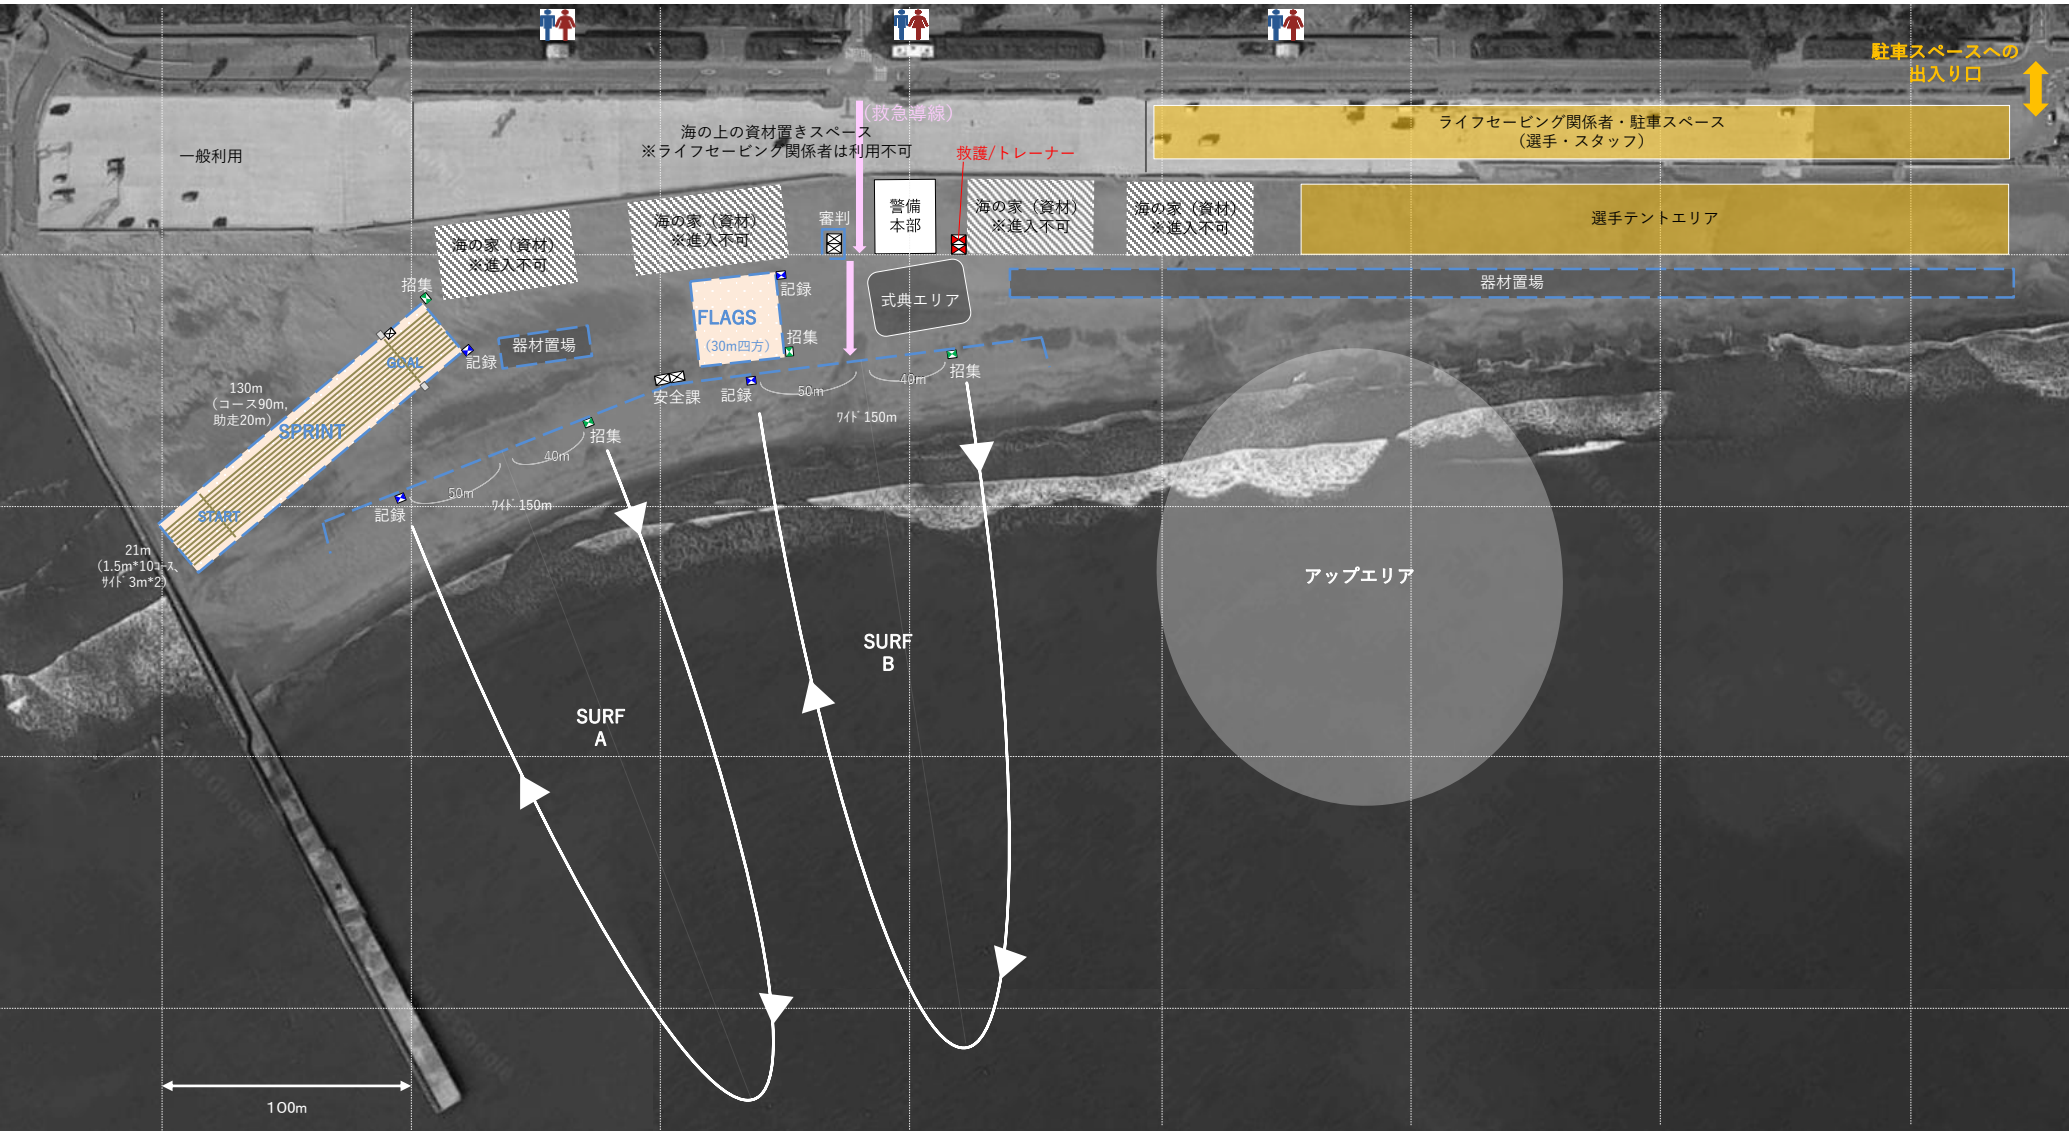 駐車スペースへの
出入り口
(救急導線)
海の上の資材置きスペース
※ライフセービング関係者は利用不可
一般利用
救護/トレーナー
ライフセービング関係者・駐車スペース
(選手・スタッフ)
海の家(資材)
※進入不可
海の家(資材)
※進入不可
審判
警備
本部
海の家(資材)
※進入不可
海の家(資材)
※進入不可
選手テントエリア
招集
記録
FLAGS
(30m四方)
招集
式典エリア
器材置場
GOAL
記録
器材置場
130m
(コース90m,
助走20m)
SPRINT
START
21m
(1.5m*10ｺｰｽ、
ｻｲﾄﾞ3m*2)
安全課
記録
50m
40m
招集
ﾜｲﾄﾞ150m
招集
40m
50m
記録
ﾜｲﾄﾞ150m
アップエリア
SURF
A
SURF
B
100m